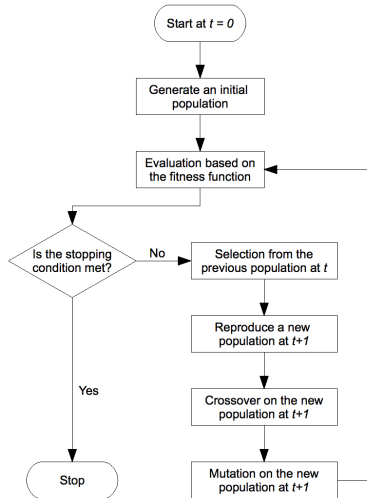 Start at t = 0
Generate an initial
population
Evaluation based on
the fitness function
Is the stopping
condition met?
No
Selection from the
previous population at t
Reproduce a new
population at t+1
Crossover on the new
population at t+1
Yes
Stop
Mutation on the new
population at t+1